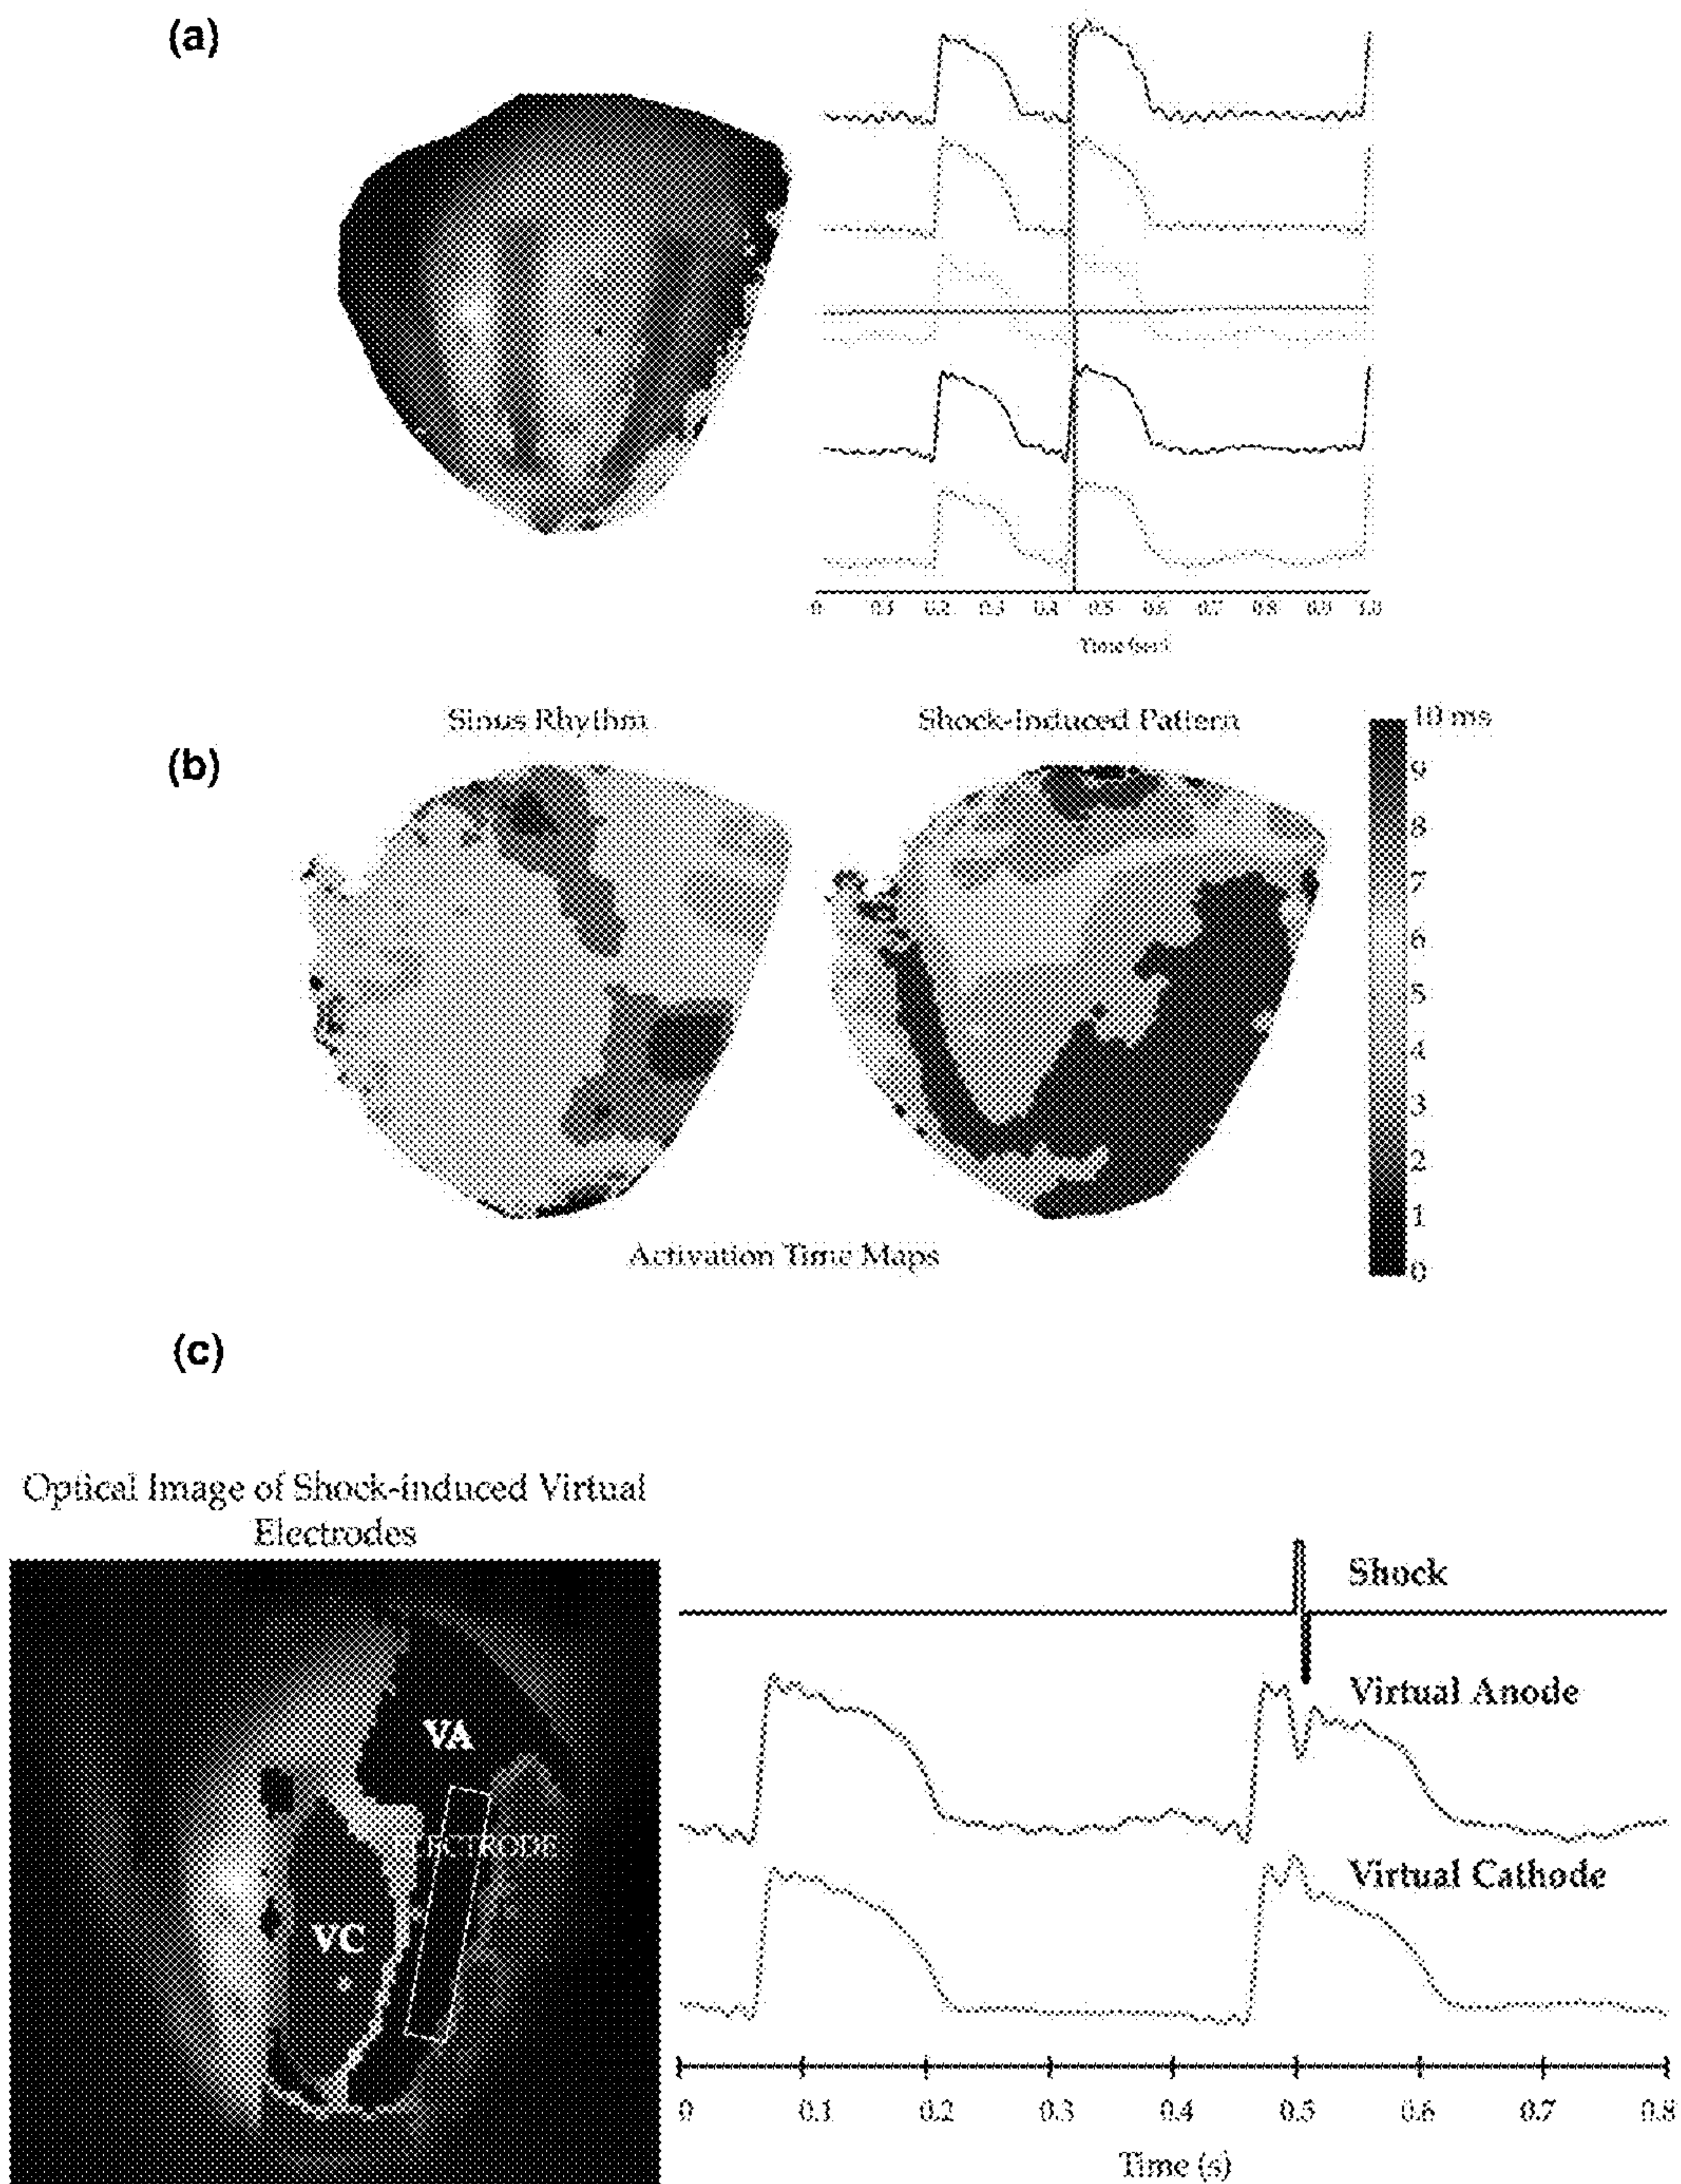 (a)
0 0.1 0.2 0.3 0.4 0.5 0.6 0.7 0.8 0.9 1.0
Time (sec)
Sinus Rhythm
Shock-Induced Pattern
(b)
10 ms
9
8
7
6
5
4
3
2
1
0
Activation Time Maps
(c)
Optical Image of Shock-induced Virtual
Electrodes
VA
ECTRODE
VC
Shock
Virtual Anode
Virtual Cathode
0 0.1 0.2 0.3 0.4 0.5 0.6 0.7 0.8
Time (s)